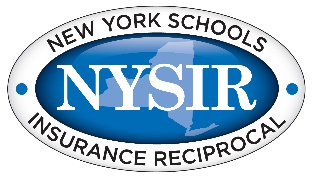 NEW YORK SCHOOLS
NYSIR
INSURANCE RECIPROCAL